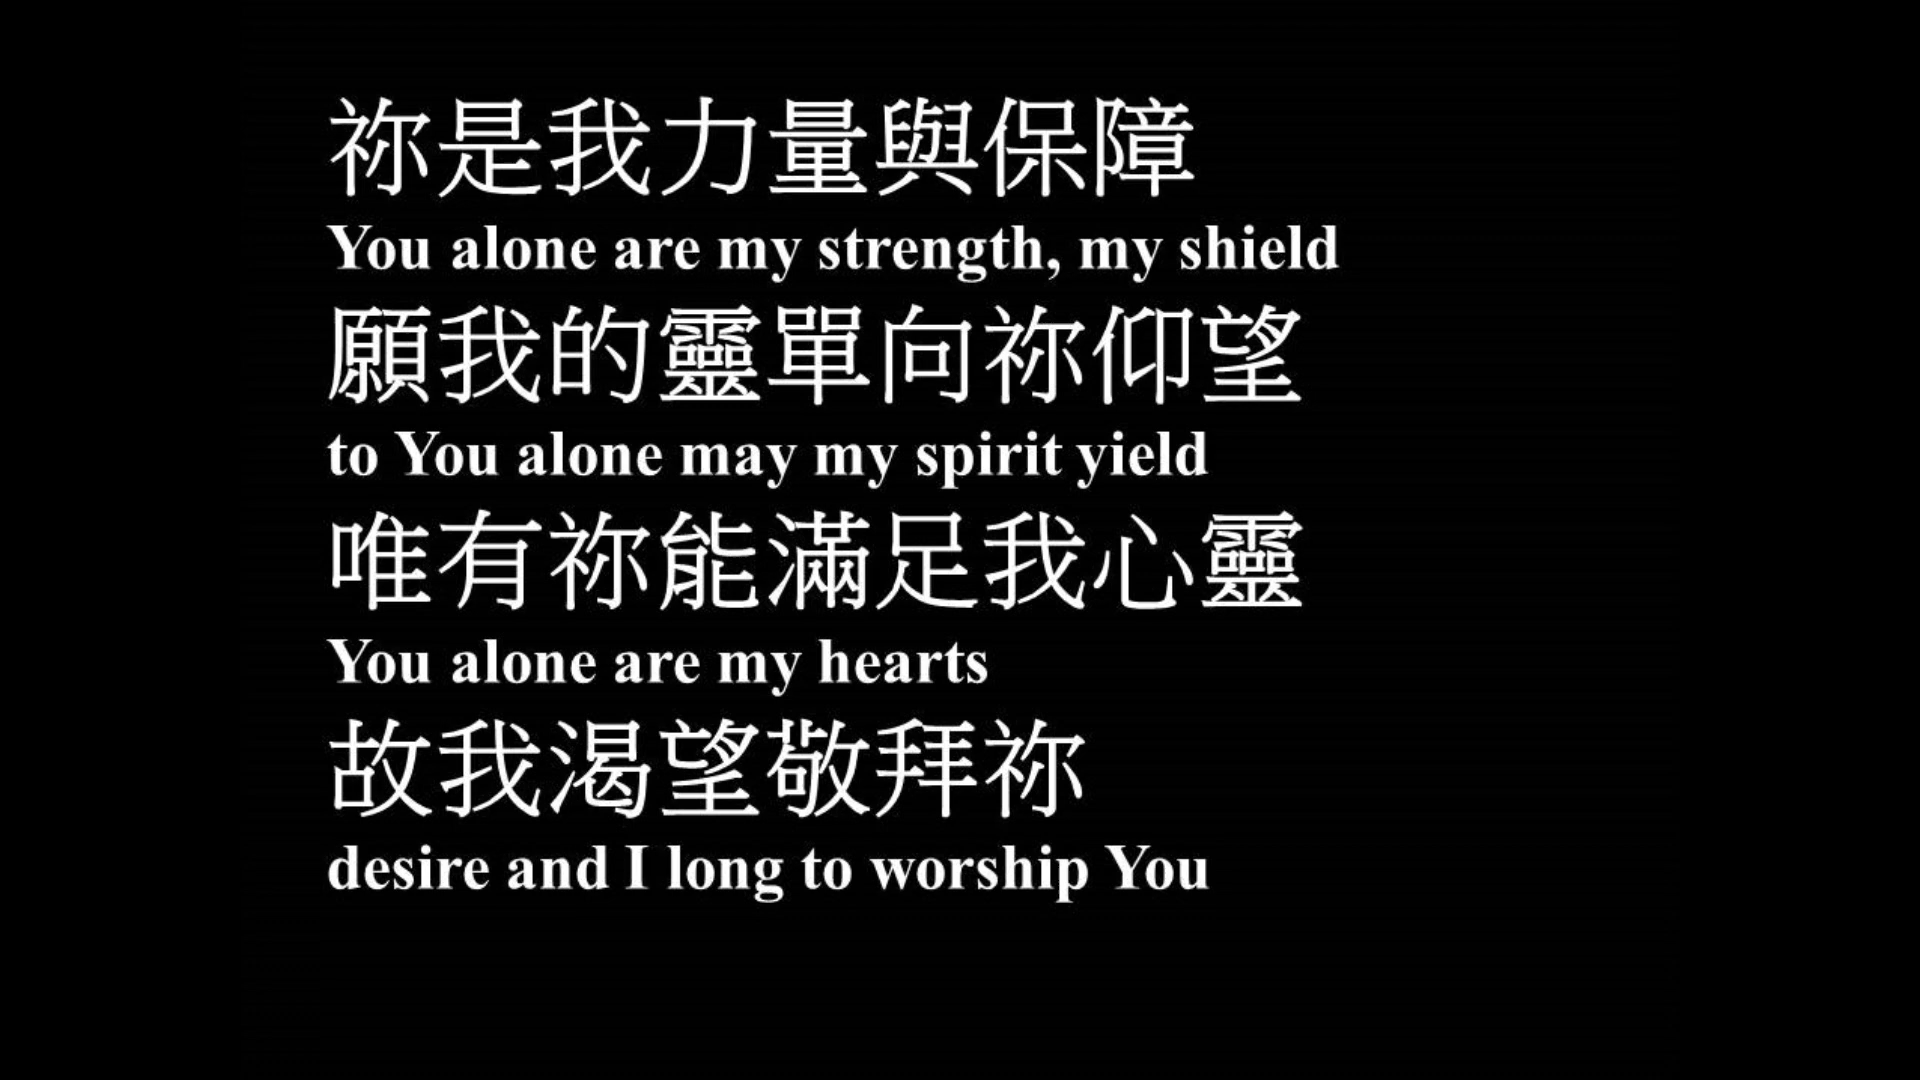 祢是我力量與保障
You alone are my strength, my shield
願我的靈單向祢仰望
to You alone may my spirit yield
唯有祢能滿足我心靈
You alone are my hearts
故我渴望敬拜祢
desire and I long to worship You